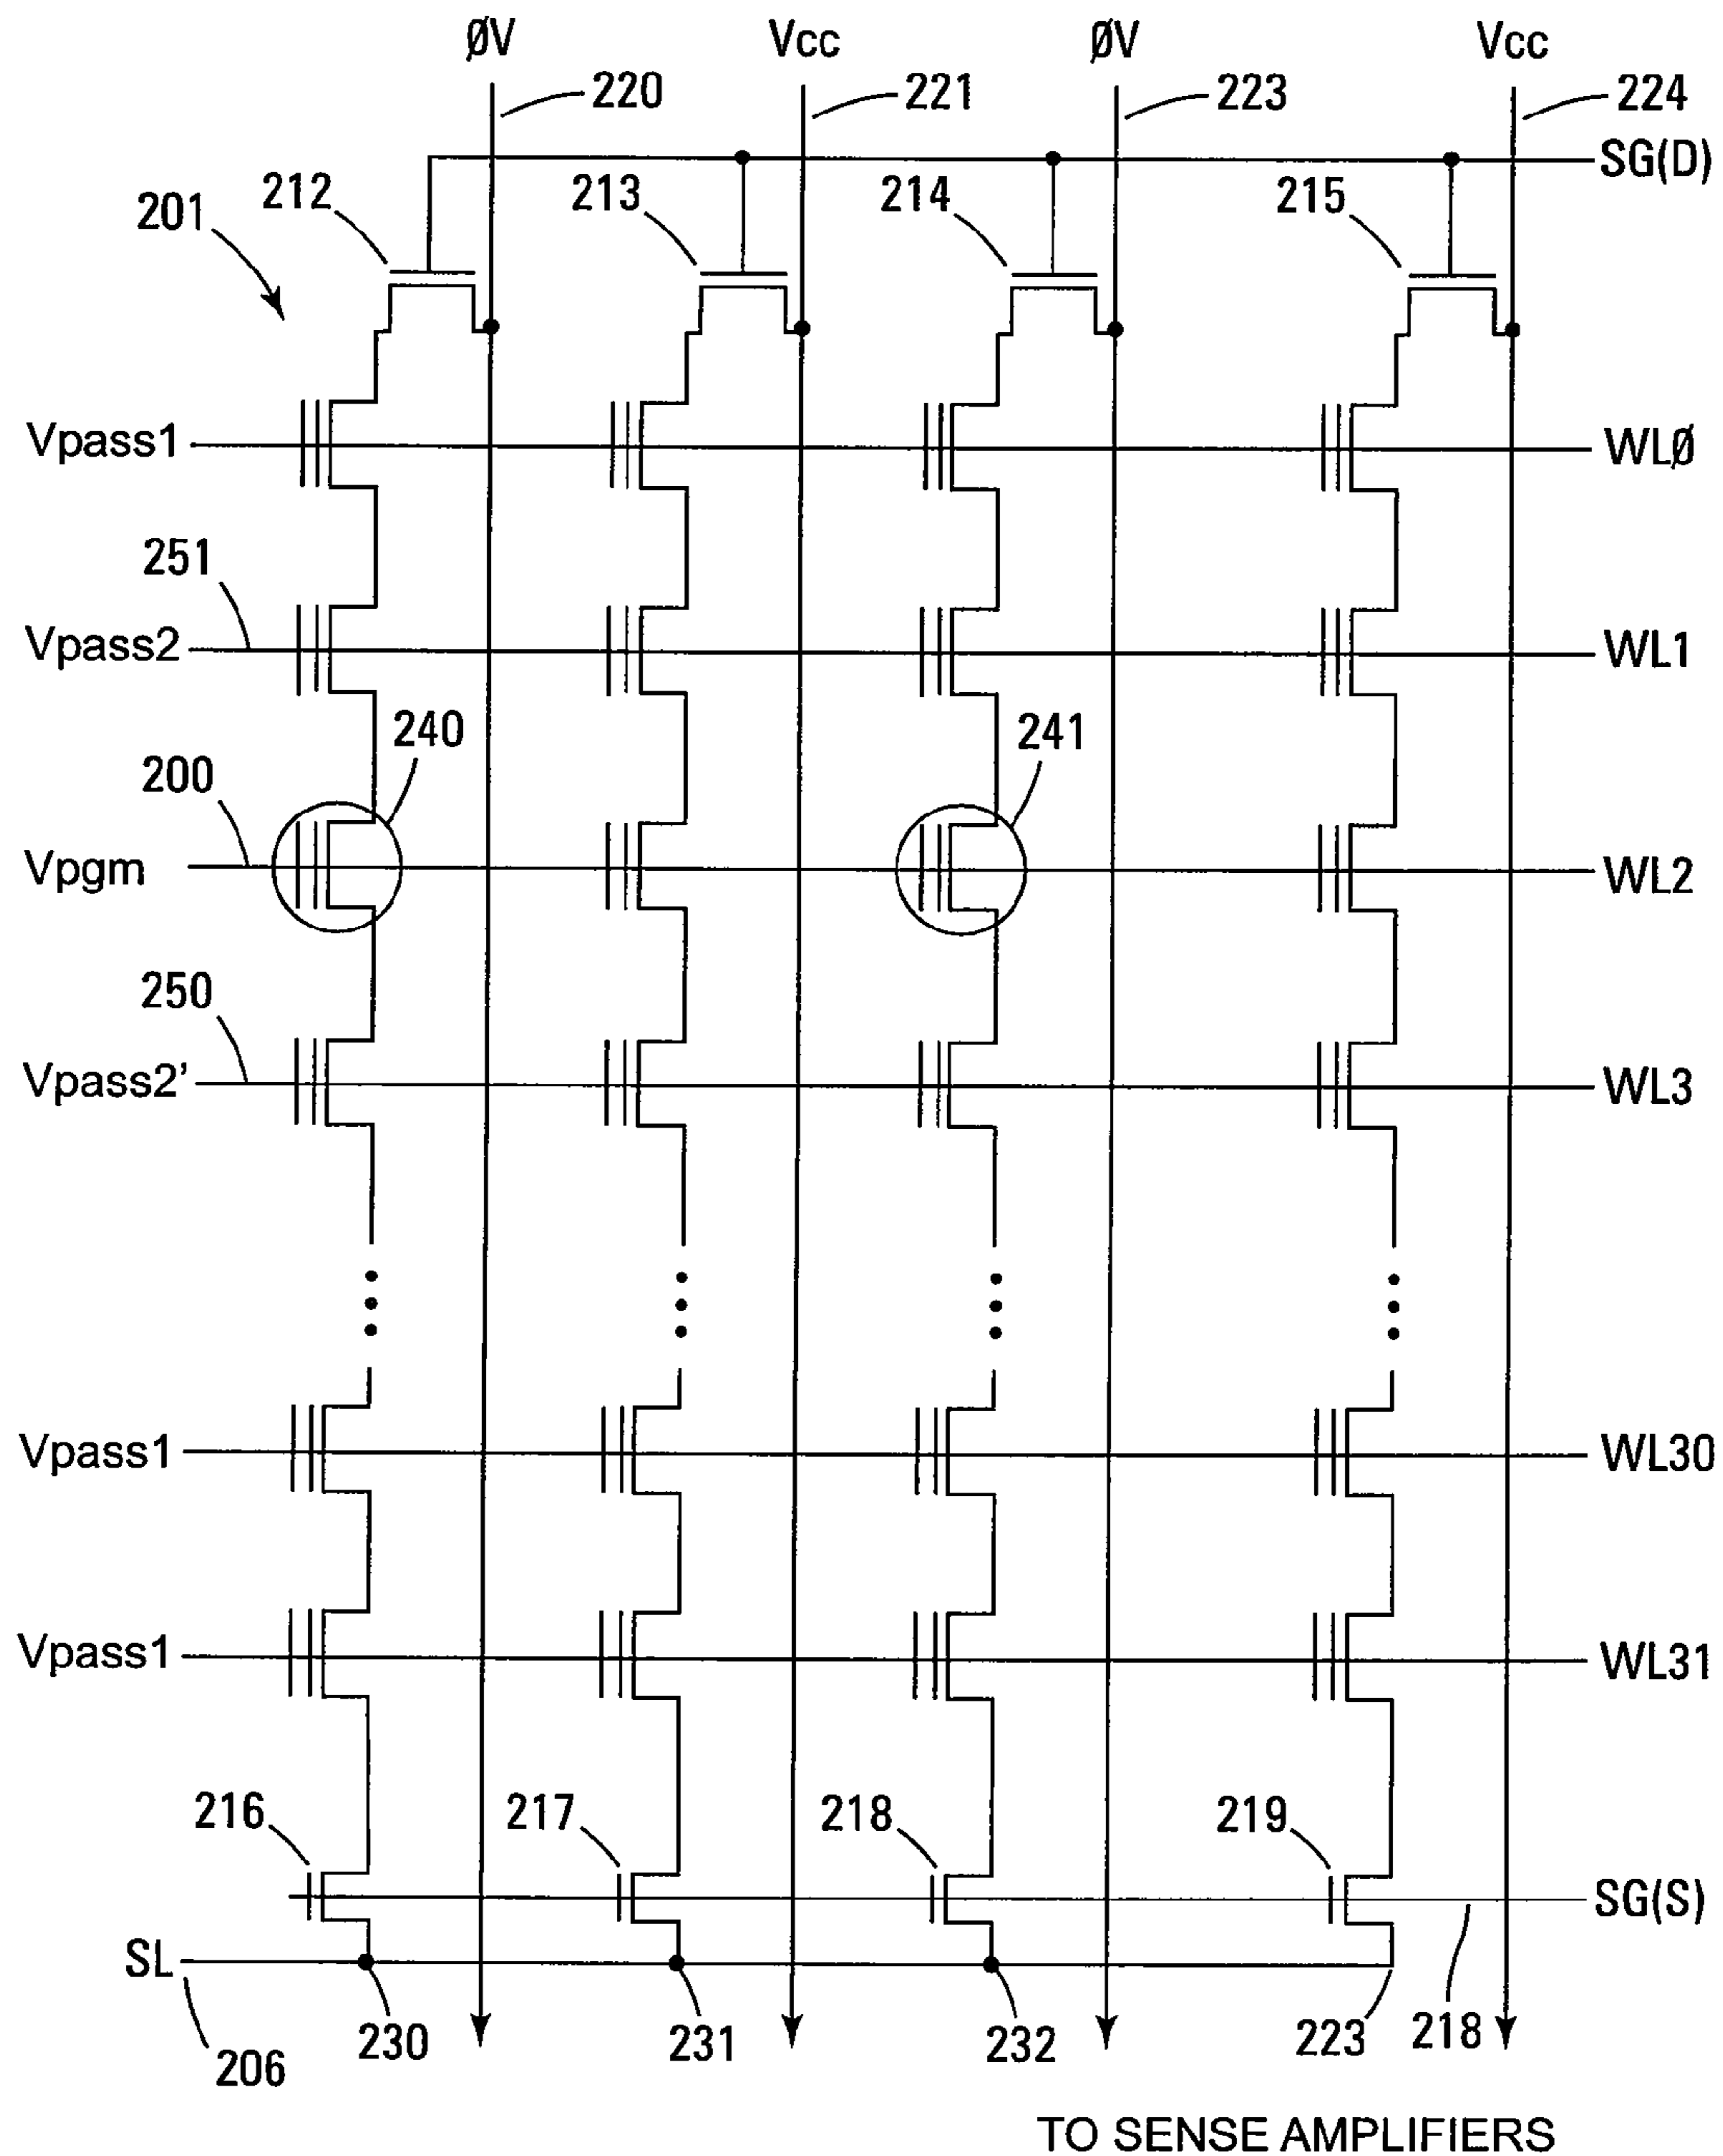 ØV Vcc ØV Vcc
220 221 223 224
SG(D)
212 213 214 215
201
Vpass1 WLØ
251
Vpass2 WL1
240 241
200
Vpgm WL2
250
Vpass2' WL3
Vpass1 WL30
Vpass1 WL31
216 217 218 219
SG(S)
SL
206 230 231 232 223 218
TO SENSE AMPLIFIERS